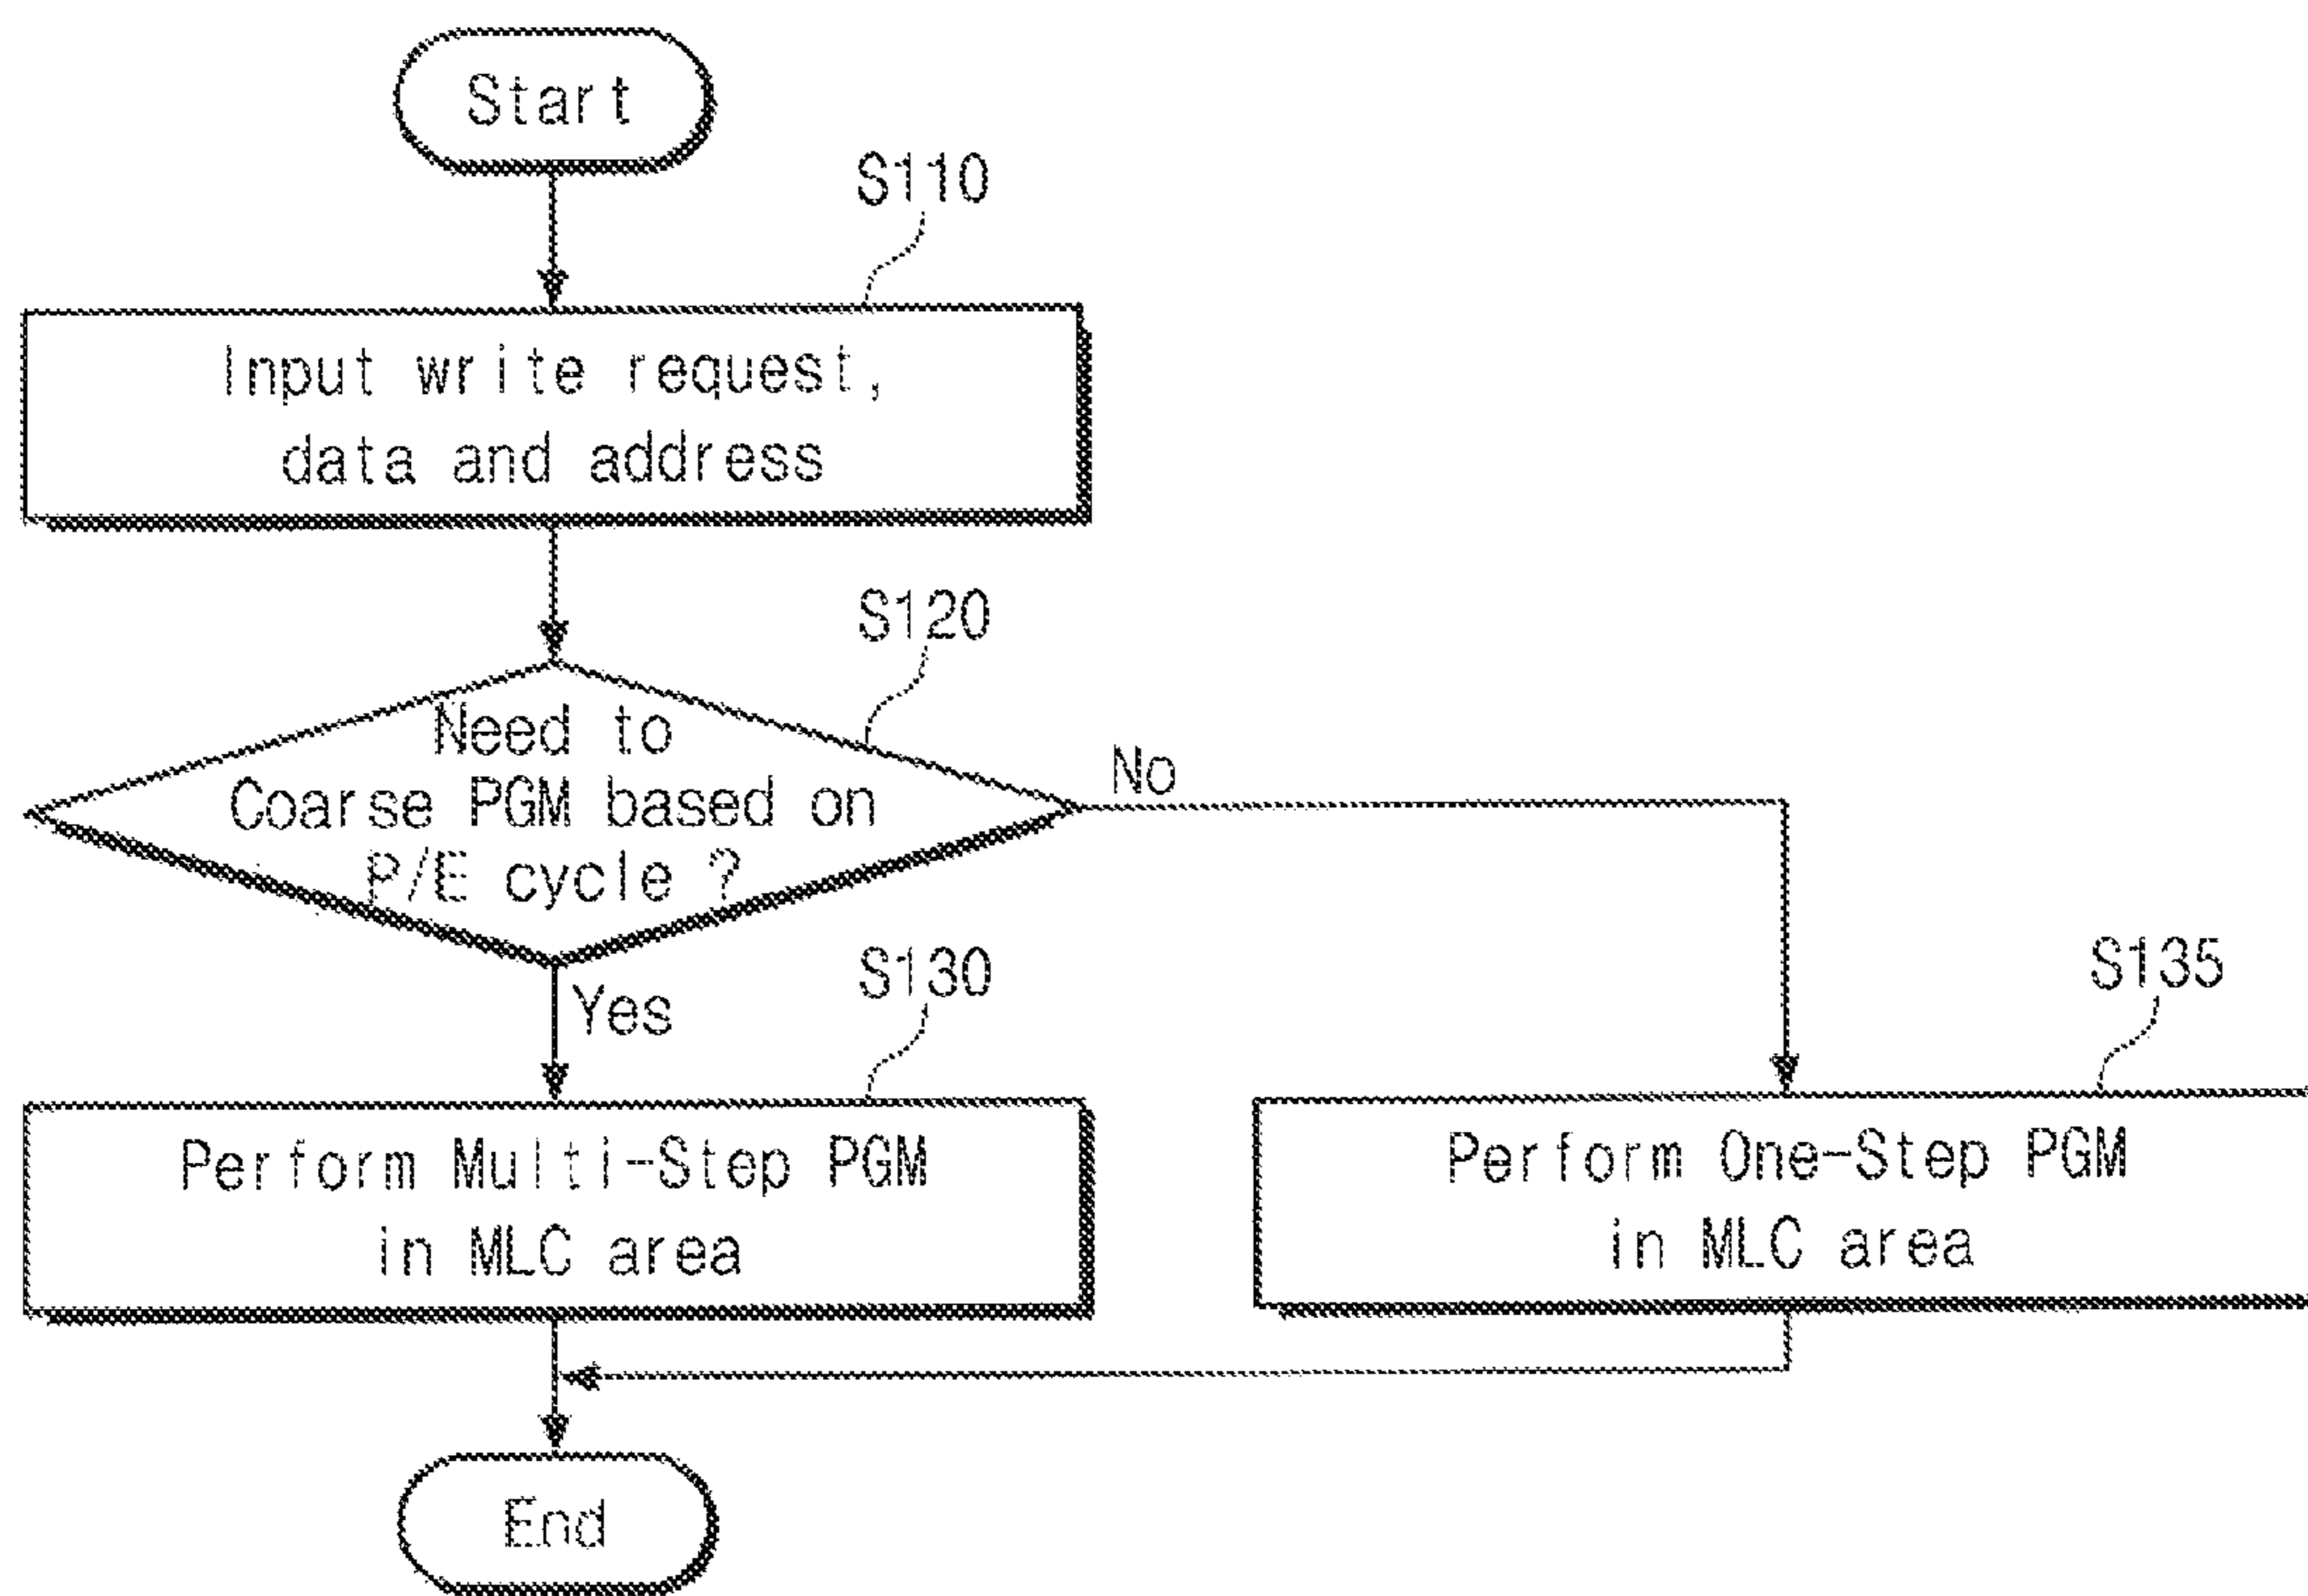 Start
S110
Input write request,
data and address
S120
Need to
Coarse PGM based on
P/E cycle ?
No
Yes
S130
S135
Perform Multi-Step PGM
in MLC area
Perform One-Step PGM
in MLC area
End